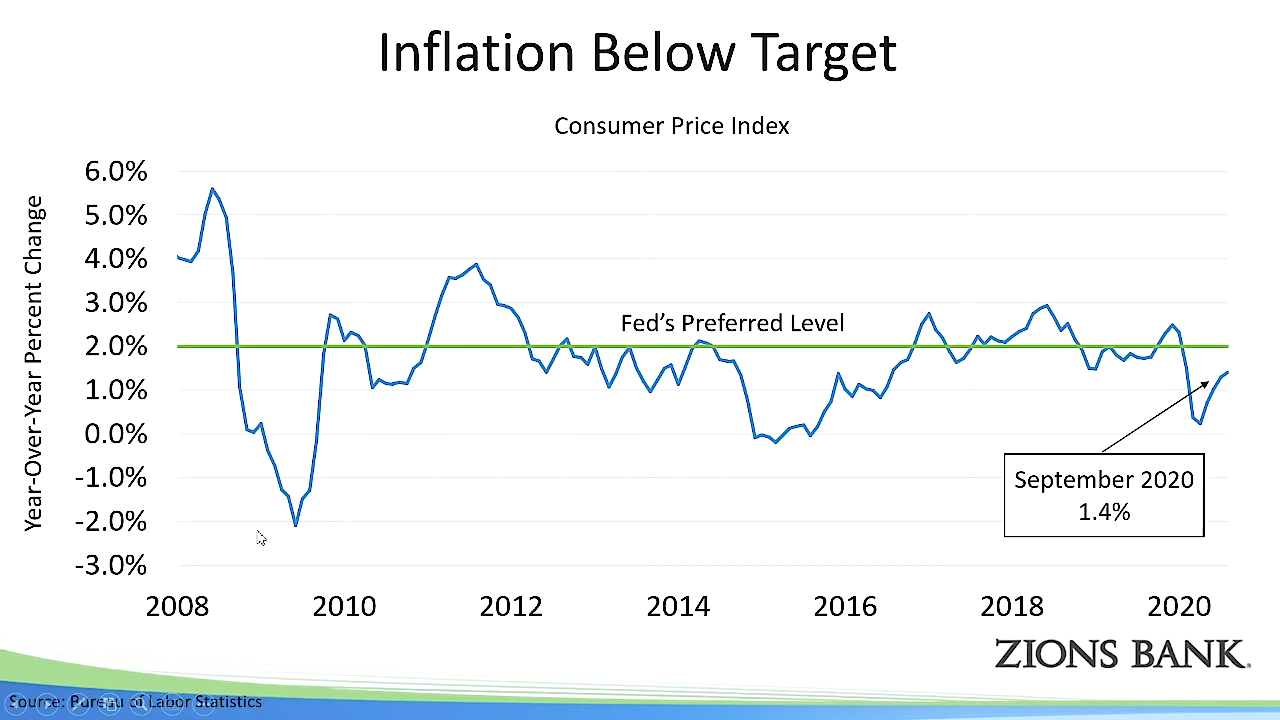 Inflation Below Target
Consumer Price Index
Year-Over-Year Percent Change
6.0%
5.0%
4.0%
3.0%
2.0%
1.0%
0.0%
-1.0%
-2.0%
-3.0%
Fed's Preferred Level
September 2020
1.4%
2008 2010 2012 2014 2016 2018 2020
ZIONS BANK.
Source: Bureau of Labor Statistics